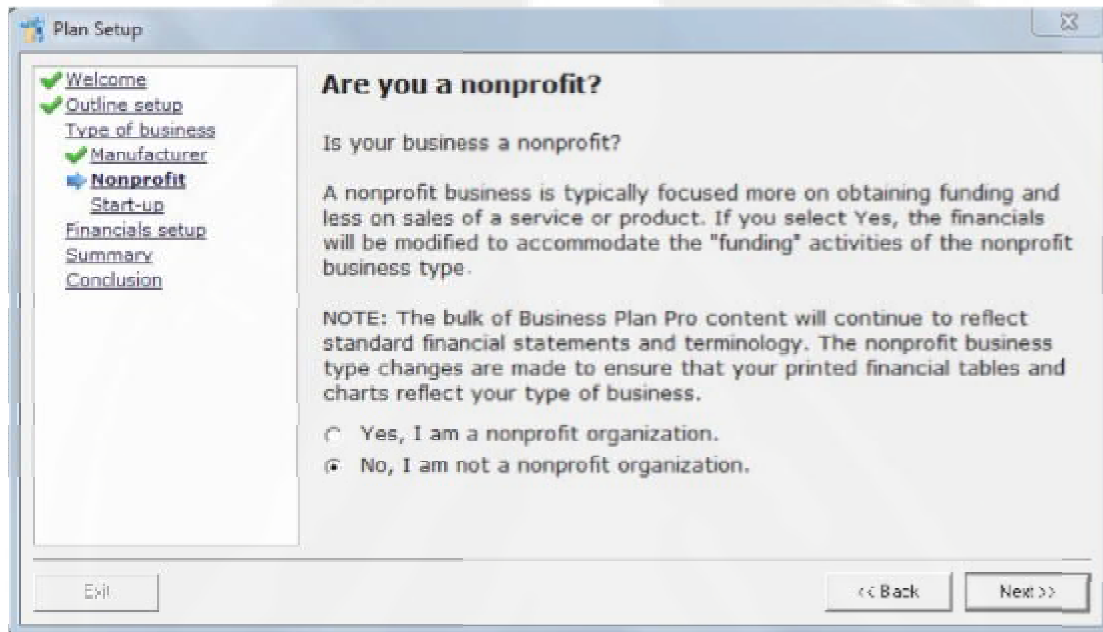 Plan Setup
Welcome
Outline setup
Type of business
Manufacturer
Nonprofit
Start-up
Financials setup
Summary
Conclusion
Are you a nonprofit?
Is your business a nonprofit?
A nonprofit business is typically focused more on obtaining funding and
less on sales of a service or product. If you select Yes, the financials
will be modified to accommodate the "funding" activities of the nonprofit
business type.
NOTE: The bulk of Business Plan Pro content will continue to reflect
standard financial statements and terminology. The nonprofit business
type changes are made to ensure that your printed financial tables and
charts reflect your type of business.
Yes, I am a nonprofit organization.
No, I am not a nonprofit organization.
Exit
<< Back
Next >>